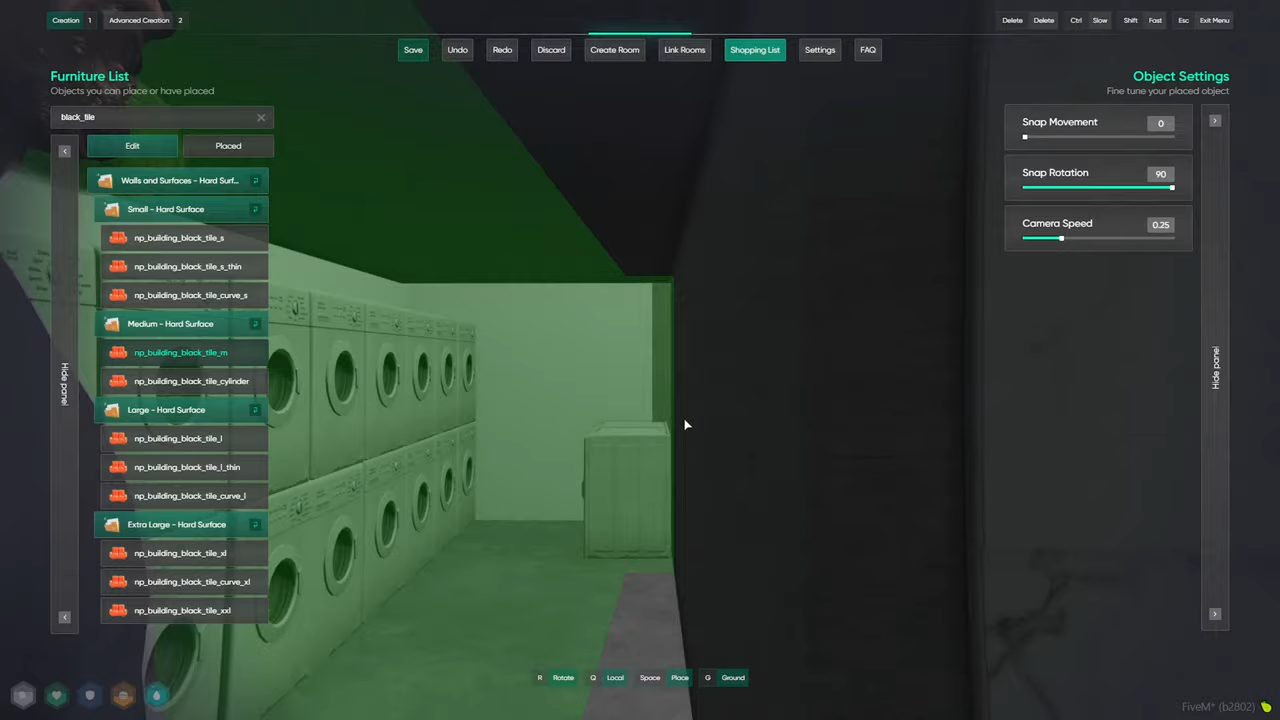 Creation 1 Advanced Creation 2
Delete Delete Ctrl Slow Shift Fast Esc Exit Menu
Save Undo Redo Discard Create Room Link Rooms Shopping List Settings FAQ
Furniture List
Objects you can place or have placed
black_tile
Edit Placed
Walls and Surfaces - Hard Surf...
Small - Hard Surface
np_building_black_tile_s
np_building_black_tile_s_thin
np_building_black_tile_curve_s
Medium - Hard Surface
np_building_black_tile_m
np_building_black_tile_cylinder
Large - Hard Surface
np_building_black_tile_l
np_building_black_tile_l_thin
np_building_black_tile_curve_l
Extra Large - Hard Surface
np_building_black_tile_xl
np_building_black_tile_curve_xl
np_building_black_tile_xxl
Hide panel
Object Settings
Fine tune your placed object
Snap Movement 0
Snap Rotation 90
Camera Speed 0.25
Hide panel
R Rotate Q Local Space Place G Ground
FiveM* (b2802)